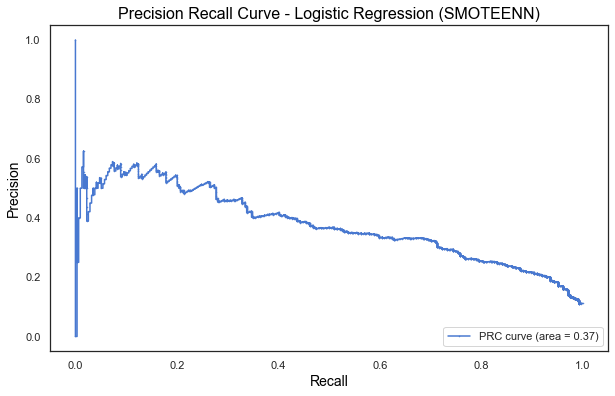 Precision Recall Curve - Logistic Regression (SMOTEENN)
1.0
0.8
0.6
0.4
0.2
0.0
Precision
PRC curve (area = 0.37)
0.0 0.2 0.4 0.6 0.8 1.0
Recall